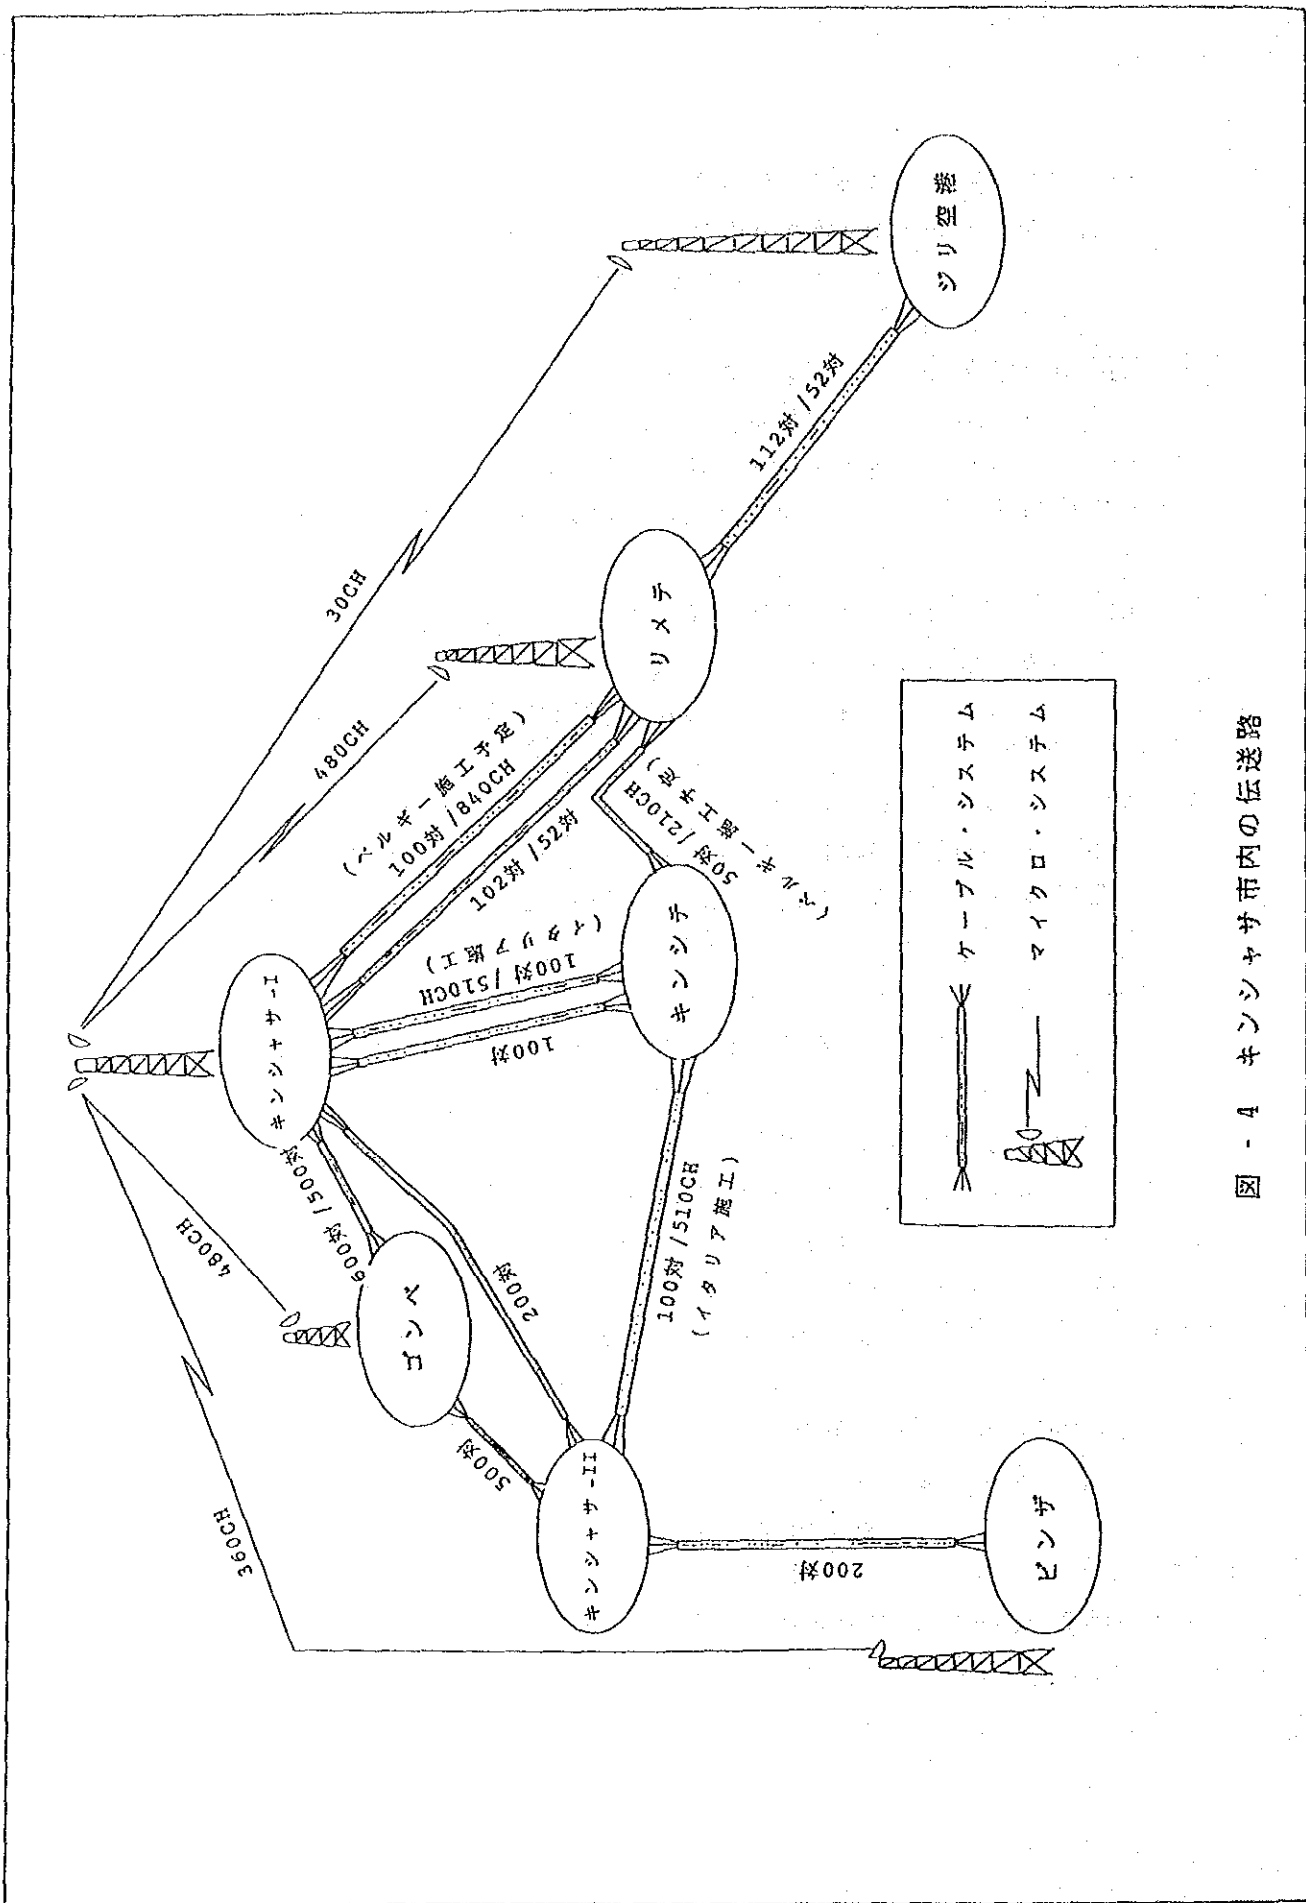 360CH
480CH
480CH
30CH
キンシャサ-I
600対/500対
ゴンベ
500対
200対
キンシャサ-II
100対
100対/510CH
(イタリア施工)
102対/52対
100対/840CH
(ベルギー施工予定)
リメテ
50対/210CH
(ベルギー施工予定)
キンシテ
100対/510CH
(イタリア施工)
112対/52対
ジリ空港
200対
ビンザ
ケーブル・システム
マイクロ・システム
図-4 キンシャサ市内の伝送路